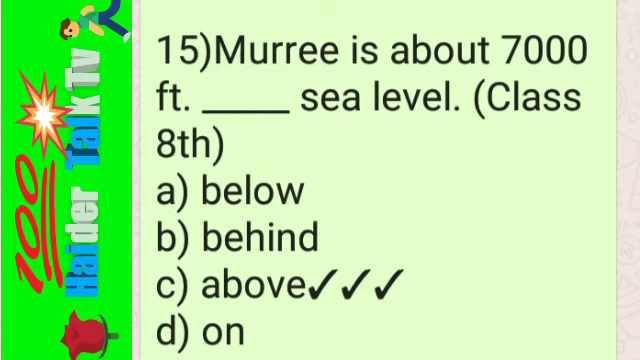 15)Murree is about 7000
ft. _____ sea level. (Class
8th)
a) below
b) behind
c) above✓✓✓
d) on
100
Haider Talk Tv